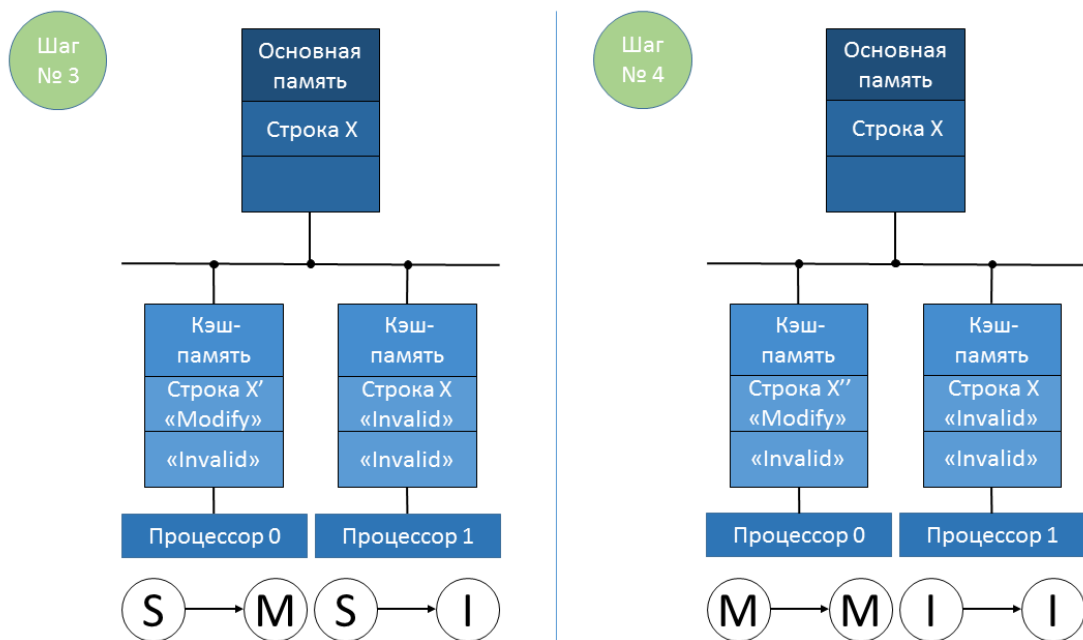 Шаг
№ 3
Основная
память
Строка X
Кэш-
память
Строка X'
«Modify»
«Invalid»
Процессор 0
Кэш-
память
Строка X
«Invalid»
«Invalid»
Процессор 1
S
M
S
I
Шаг
№ 4
Основная
память
Строка X
Кэш-
память
Строка X''
«Modify»
«Invalid»
Процессор 0
Кэш-
память
Строка X
«Invalid»
«Invalid»
Процессор 1
M
M
I
I